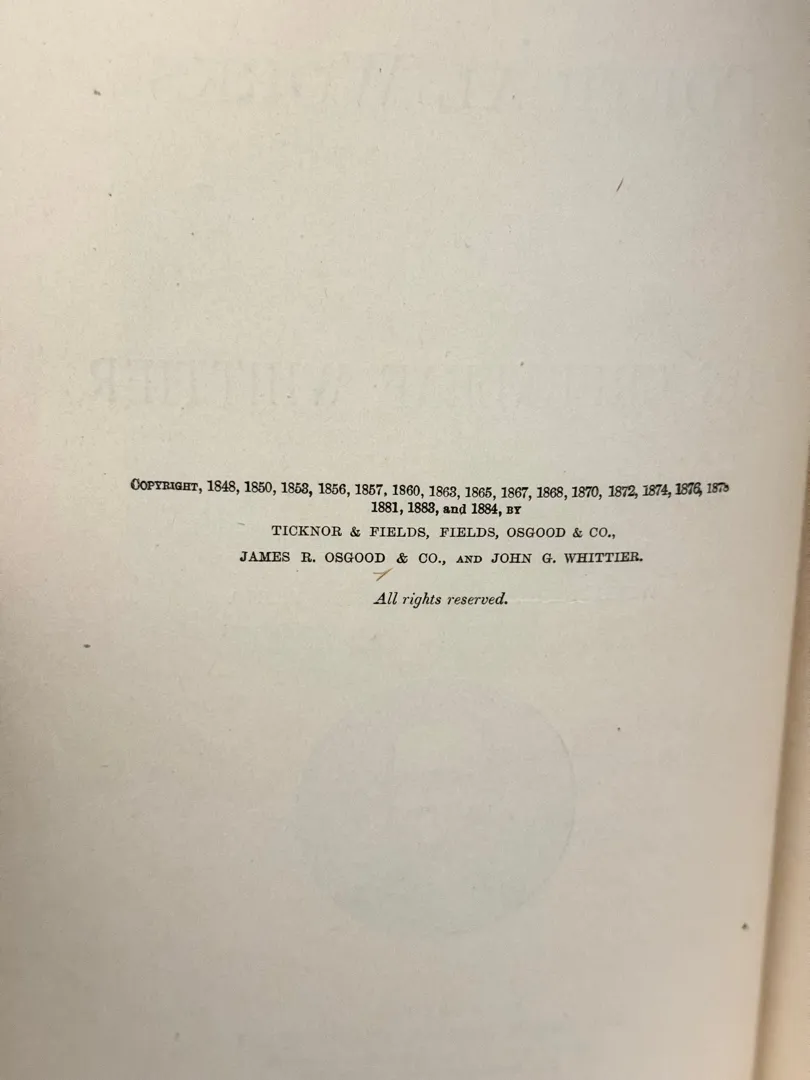 COPYRIGHT, 1848, 1850, 1853, 1856, 1857, 1860, 1863, 1865, 1867, 1868, 1870, 1872, 1874, 1876,
1881, 1883, and 1884, BY
TICKNOR & FIELDS, FIELDS, OSGOOD & CO.,
JAMES R. OSGOOD & CO., AND JOHN G. WHITTIER.
All rights reserved.